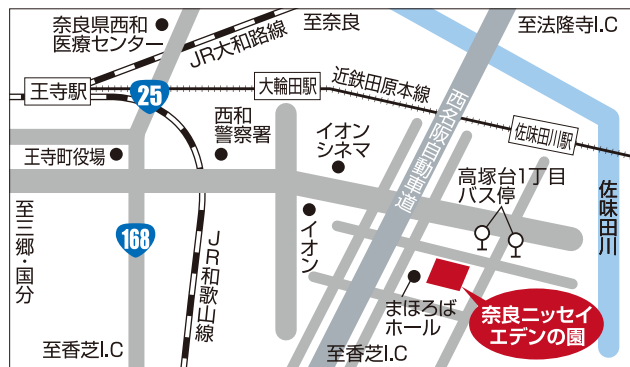 奈良県西和
医療センター
至奈良
至法隆寺I.C
JR大和路線
王寺駅
25
大輪田駅
近鉄田原本線
西名阪自動車道
佐味田川駅
王寺町役場
西和
警察署
イオン
シネマ
高塚台1丁目
バス停
佐味田川
至三郷・国分
168
JR和歌山線
イオン
まほろば
ホール
奈良ニッセイ
エデンの園
至香芝I.C
至香芝I.C